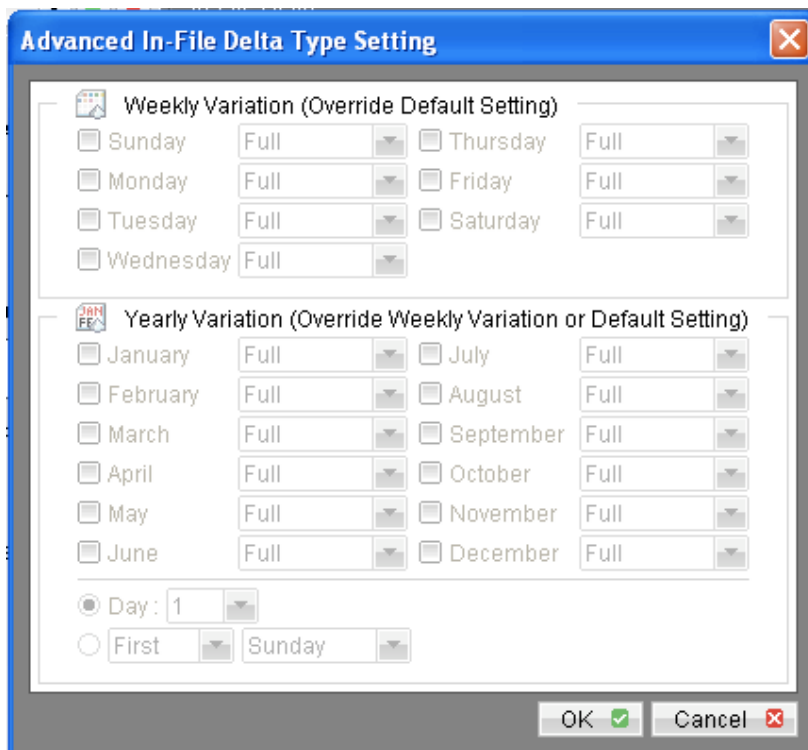 Advanced In-File Delta Type Setting
Weekly Variation (Override Default Setting)
Sunday Full Thursday Full
Monday Full Friday Full
Tuesday Full Saturday Full
Wednesday Full
JAN
FE
Yearly Variation (Override Weekly Variation or Default Setting)
January Full July Full
February Full August Full
March Full September Full
April Full October Full
May Full November Full
June Full December Full
Day : 1
First Sunday
OK Cancel